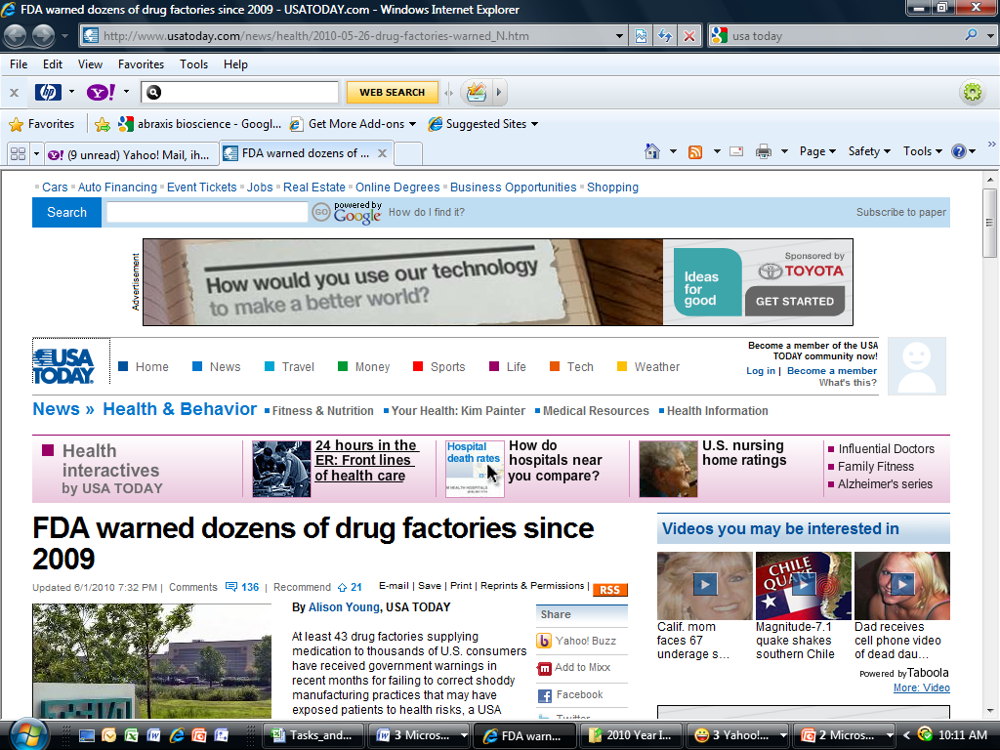 FDA warned dozens of drug factories since 2009 - USATODAY.com - Windows Internet Explorer
http://www.usatoday.com/news/health/2010-05-26-drug-factories-warned_N.htm
usa today
File Edit View Favorites Tools Help
x hp Y! WEB SEARCH
Favorites abraxis bioscience - Googl... Get More Add-ons Suggested Sites
Y! (9 unread) Yahoo! Mail, ih... FDA warned dozens of ... x Page Safety Tools
Cars Auto Financing Event Tickets Jobs Real Estate Online Degrees Business Opportunities Shopping
Search GO powered by Google How do I find it? Subscribe to paper
Advertisement
How would you use our technology
to make a better world?
Ideas
for
good
Sponsored by
TOYOTA
GET STARTED
USA
TODAY.
Home News Travel Money Sports Life Tech Weather
Become a member of the USA
TODAY community now!
Log in | Become a member
What's this?
News » Health & Behavior Fitness & Nutrition Your Health: Kim Painter Medical Resources Health Information
Health
interactives
by USA TODAY
24 hours in the
ER: Front lines
of health care
Hospital
death rates
How do
hospitals near
you compare?
U.S. nursing
home ratings
Influential Doctors
Family Fitness
Alzheimer's series
FDA warned dozens of drug factories since
2009
Updated 6/1/2010 7:32 PM | Comments 136 | Recommend 21 E-mail | Save | Print | Reprints & Permissions | RSS
By Alison Young, USA TODAY
At least 43 drug factories supplying
medication to thousands of U.S. consumers
have received government warnings in
recent months for failing to correct shoddy
manufacturing practices that may have
exposed patients to health risks, a USA
Share
Yahoo! Buzz
Add to Mixx
Facebook
Twitter
Videos you may be interested in
CHILE
QUAKE
Calif. mom
faces 67
underage s...
Magnitude-7.1
quake shakes
southern Chile
Dad receives
cell phone video
of dead dau...
Powered by Taboola
More: Video
Tasks_and... 3 Micros... FDA warn... 2010 Year I... 3 Yahoo!... 2 Micros... 10:11 AM